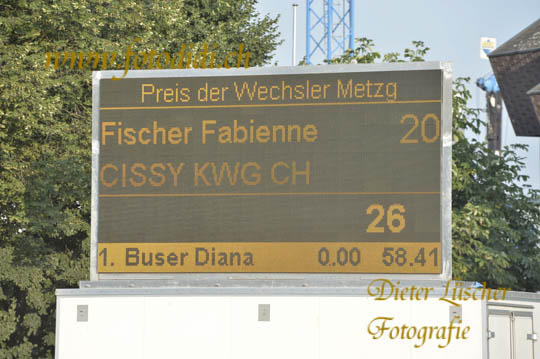 www.fotodich.ch
Preis der Wechsler Metzg
Fischer Fabienne 20
CISSY KWG CH
26
1. Buser Diana 0.00 58.41
Dieter Lüscher
Fotografie